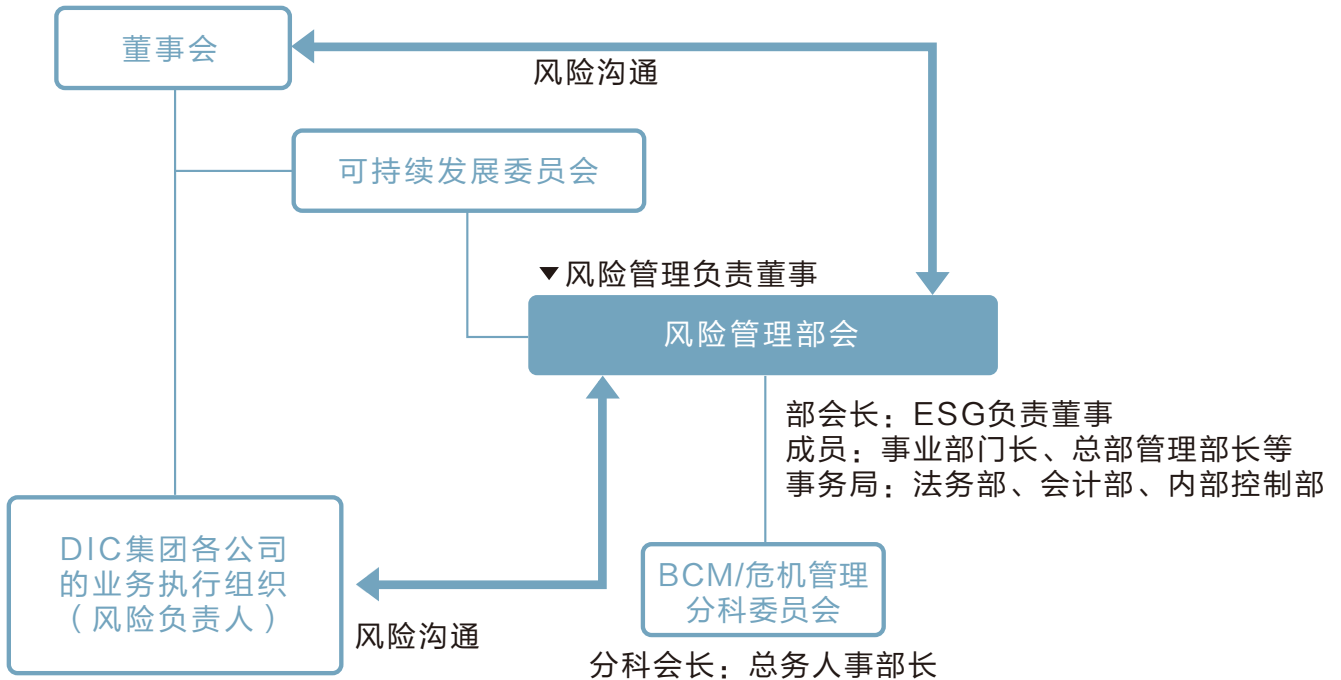 董事会
风险沟通
可持续发展委员会
▼风险管理负责董事
风险管理部会
部会长：ESG负责董事
成员：事业部门长、总部管理部长等
事务局：法务部、会计部、内部控制部
DIC集团各公司
的业务执行组织
（风险负责人）
风险沟通
BCM/危机管理
分科委员会
分科会长：总务人事部长